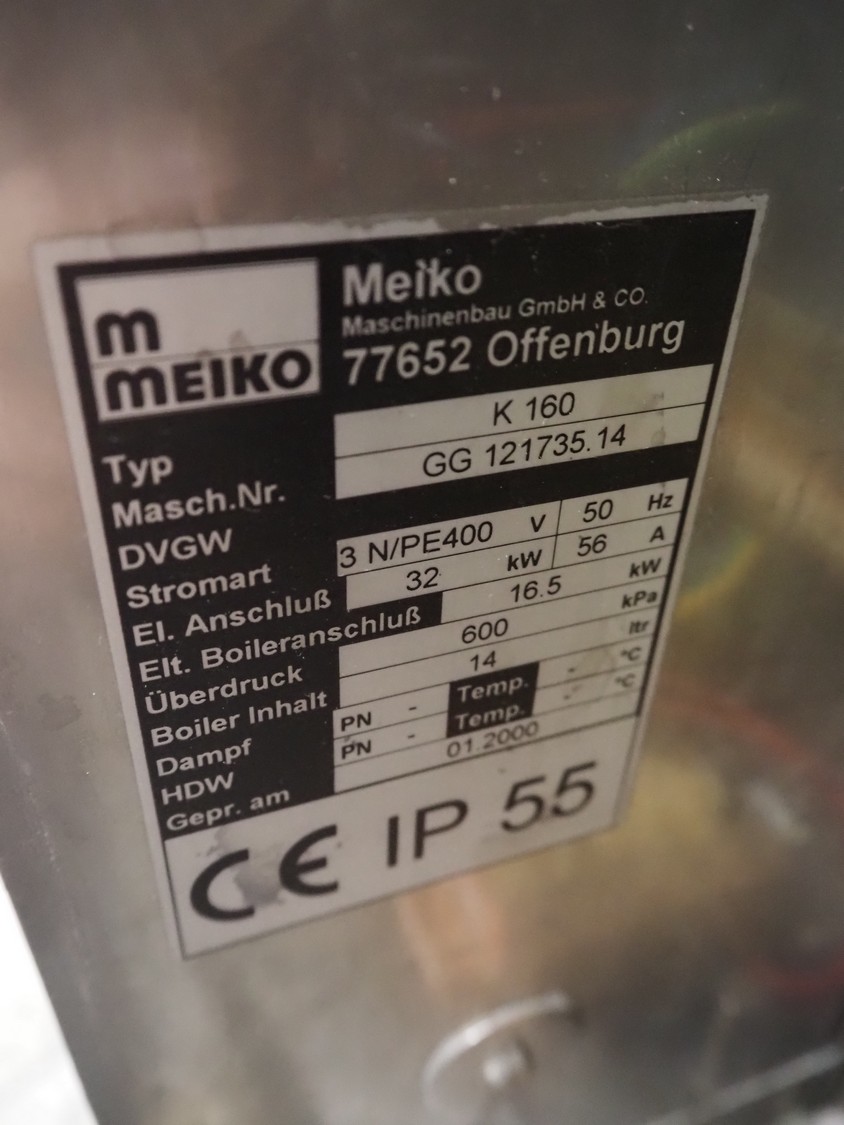 m
MEIKO
Meiko
Maschinenbau GmbH & CO.
77652 Offenburg
Typ K 160
Masch.Nr. GG 121735.14
DVGW
Stromart 3 N/PE400 V 50 Hz
El. Anschluß 32 kW 56 A
Elt. Boileranschluß 16.5 kW
Überdruck 600 kPa
Boiler Inhalt 14 ltr
Dampf PN - Temp. - °C
HDW PN - Temp. - °C
Gepr. am 01.2000
CE IP 55